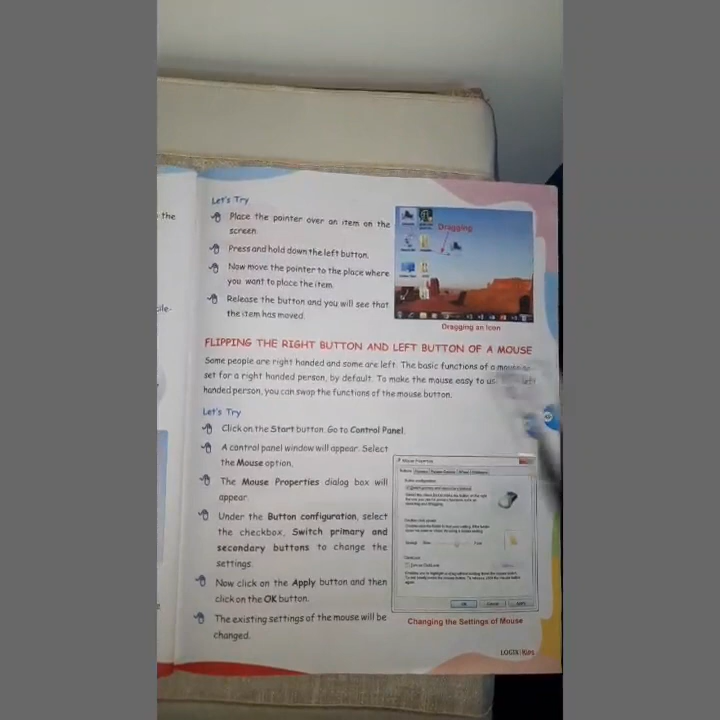 the
Let's Try
Place the pointer over an item on the
screen.
Press and hold down the left button.
Now move the pointer to the place where
you want to place the item.
Release the button and you will see that
the item has moved.
Dragging
Dragging an Icon
FLIPPING THE RIGHT BUTTON AND LEFT BUTTON OF A MOUSE
Some people are right handed and some are left. The basic functions of a mouse
set for a right handed person, by default. To make the mouse easy to
handed person, you can swap the functions of the mouse button.
Let's Try
Click on the Start button. Go to Control Panel.
A control panel window will appear. Select
the Mouse option.
The Mouse Properties dialog box will
appear.
Under the Button configuration, select
the checkbox, Switch primary and
secondary buttons to change the
settings.
Now click on the Apply button and then
click on the OK button.
The existing settings of the mouse will be
changed.
Mouse Properties
Button configuration
OK Cancel Apply
Changing the Settings of Mouse
LOGIX Kids